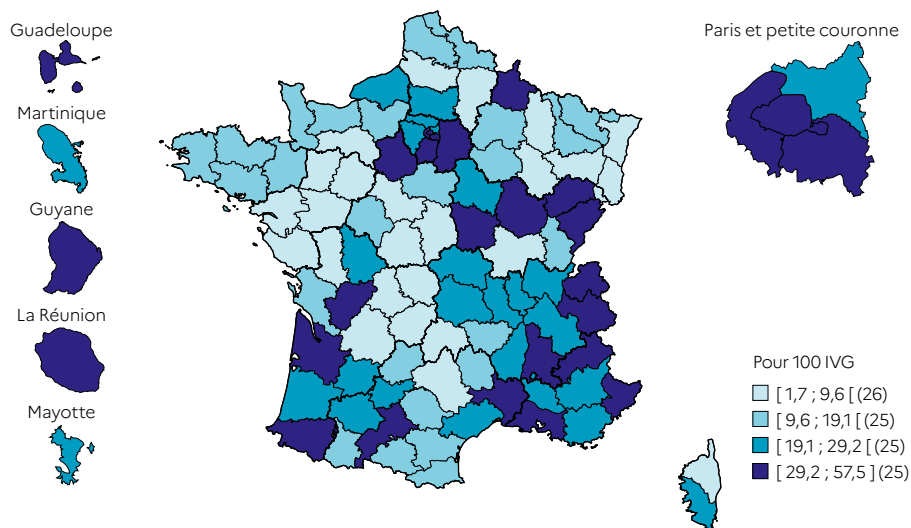 Guadeloupe
Martinique
Guyane
La Réunion
Mayotte
Paris et petite couronne
Pour 100 IVG
[ 1,7 ; 9,6 [ (26)
[ 9,6 ; 19,1 [ (25)
[ 19,1 ; 29,2 [ (25)
[ 29,2 ; 57,5 ] (25)